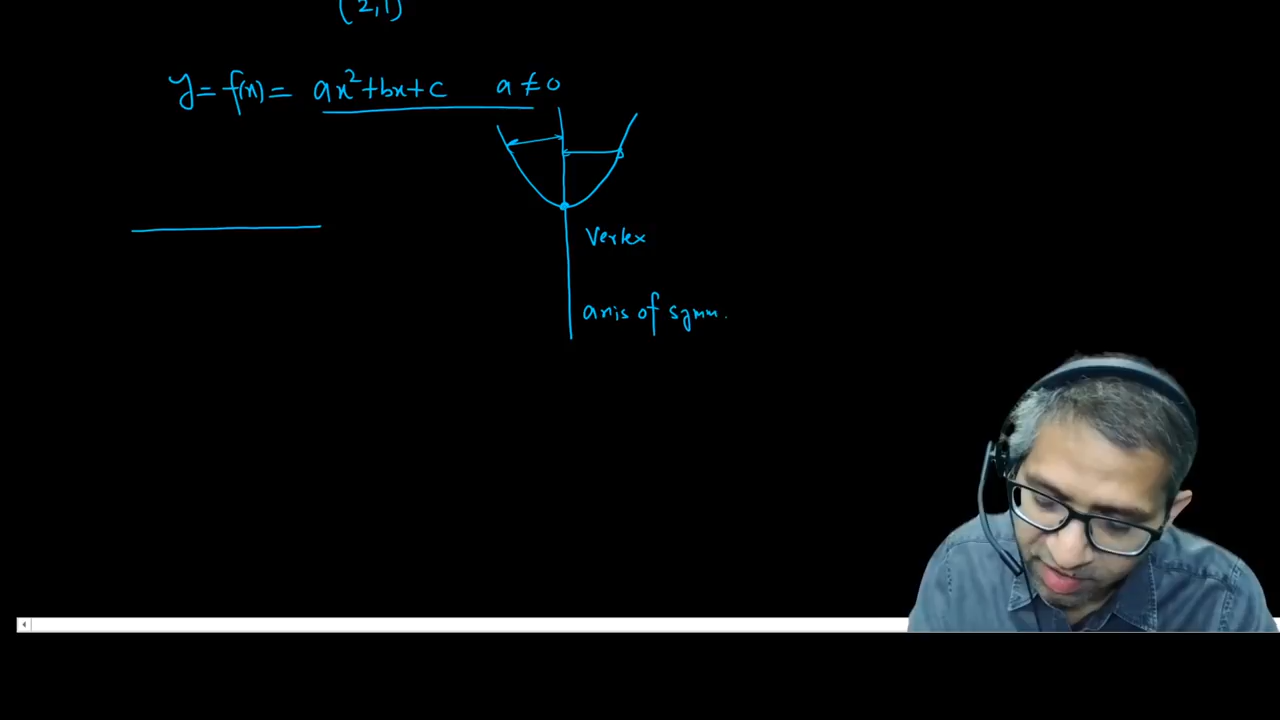 (2,1)
y = f(x) = ax²+bx+c a ≠ 0
Vertex
axis of symm.